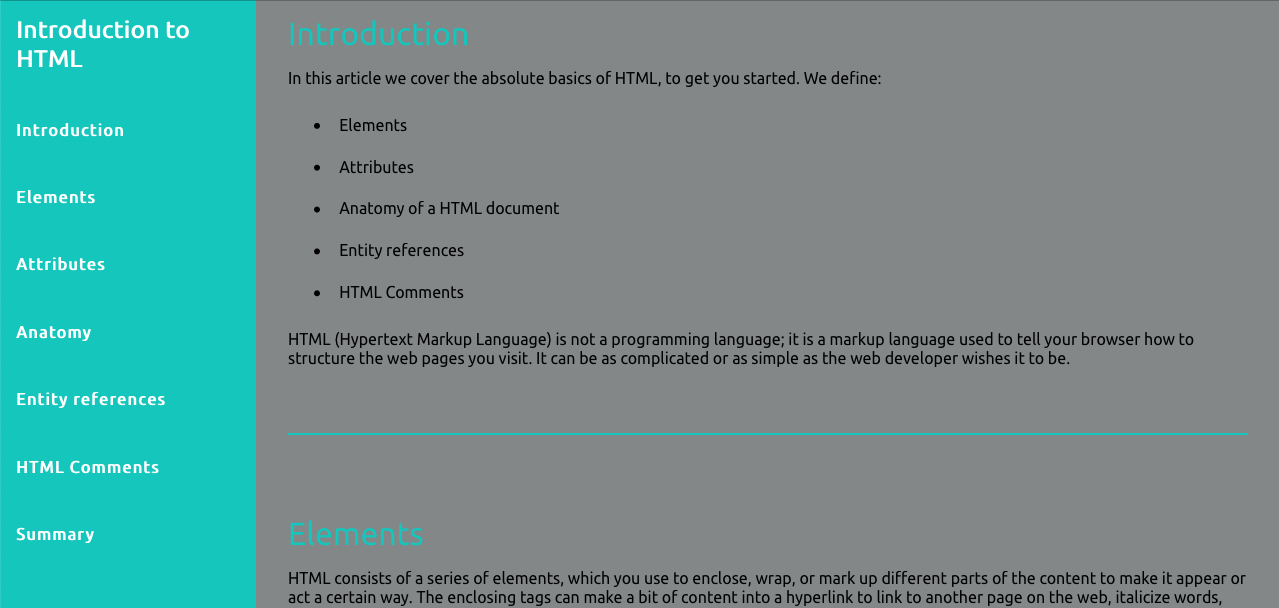 Introduction to
HTML
Introduction
Elements
Attributes
Anatomy
Entity references
HTML Comments
Summary
Introduction
In this article we cover the absolute basics of HTML, to get you started. We define:
Elements
Attributes
Anatomy of a HTML document
Entity references
HTML Comments
HTML (Hypertext Markup Language) is not a programming language; it is a markup language used to tell your browser how to
structure the web pages you visit. It can be as complicated or as simple as the web developer wishes it to be.
Elements
HTML consists of a series of elements, which you use to enclose, wrap, or mark up different parts of the content to make it appear or
act a certain way. The enclosing tags can make a bit of content into a hyperlink to link to another page on the web, italicize words,